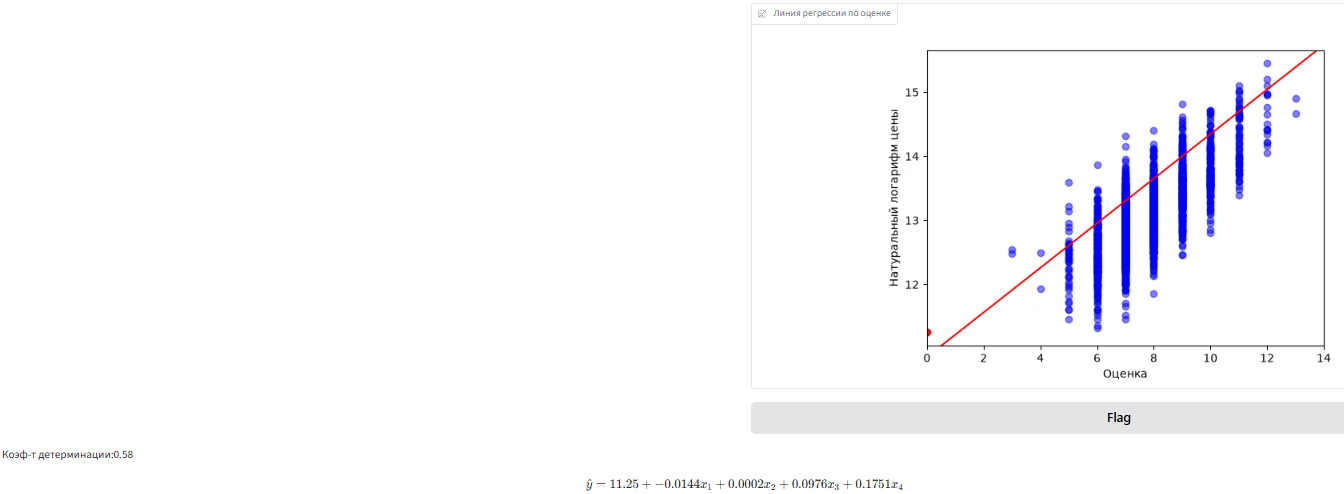 Линия регрессии по оценке
Натуральный логарифм цены
15
14
13
12
0 2 4 6 8 10 12 14
Оценка
Flag
Коэф-т детерминации:0.58
ŷ = 11.25 + −0.0144x₁ + 0.0002x₂ + 0.0976x₃ + 0.1751x₄